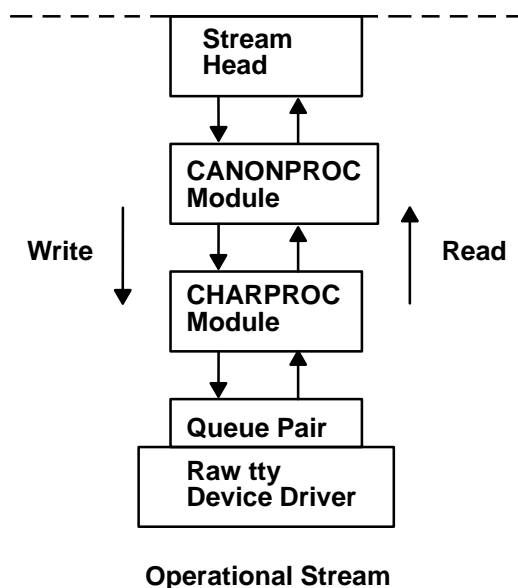 Stream
Head
CANONPROC
Module
Write
Read
CHARPROC
Module
Queue Pair
Raw tty
Device Driver
Operational Stream